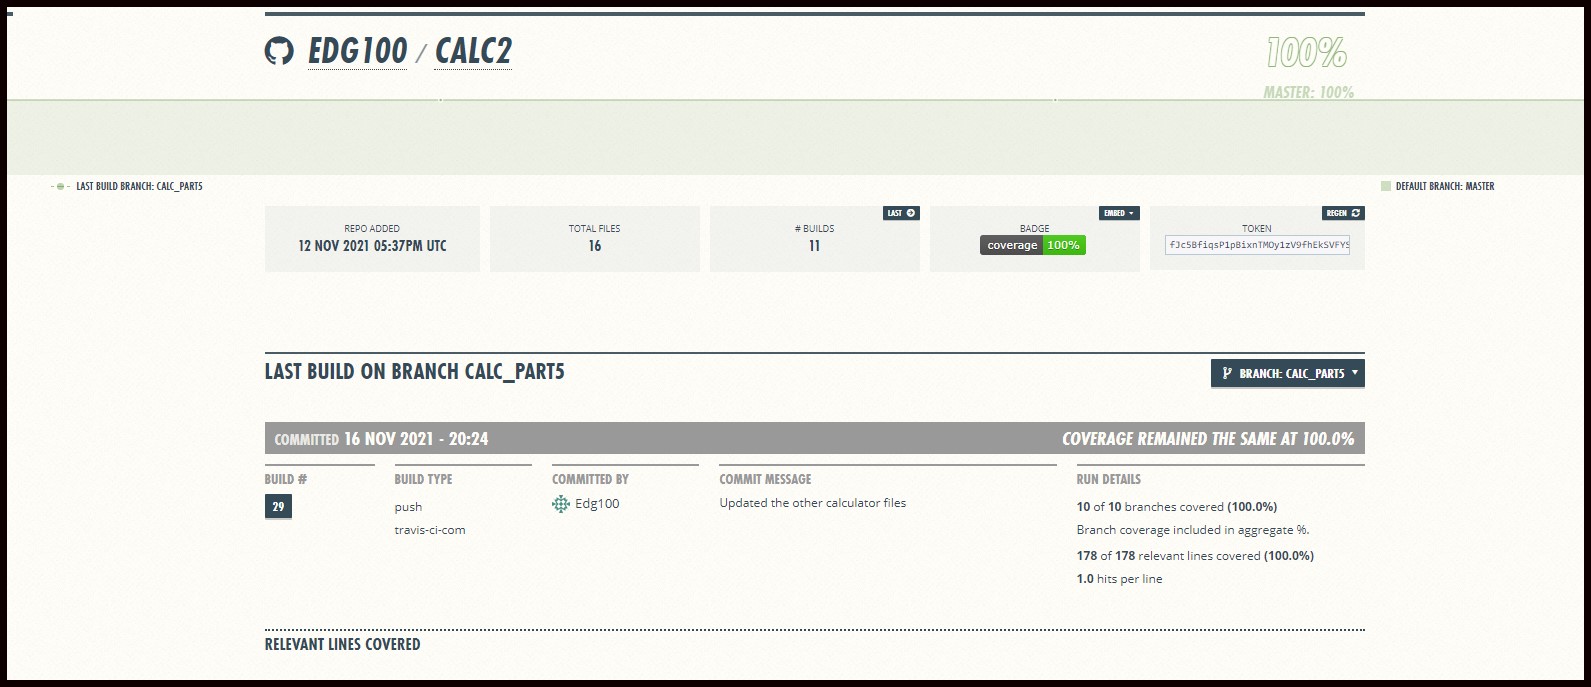 EDG100 / CALC2
100%
MASTER: 100%
LAST BUILD BRANCH: CALC_PART5
DEFAULT BRANCH: MASTER
REPO ADDED
12 NOV 2021 05:37PM UTC
TOTAL FILES
16
LAST
# BUILDS
11
EMBED
BADGE
coverage 100%
REGEN
TOKEN
fJc5BfiqsP1pBixnTMOy1zV9fhEkSVFYS
LAST BUILD ON BRANCH CALC_PART5
BRANCH: CALC_PART5
COMMITTED 16 NOV 2021 - 20:24
COVERAGE REMAINED THE SAME AT 100.0%
BUILD #
29
BUILD TYPE
push
travis-ci-com
COMMITTED BY
Edg100
COMMIT MESSAGE
Updated the other calculator files
RUN DETAILS
10 of 10 branches covered (100.0%)
Branch coverage included in aggregate %.
178 of 178 relevant lines covered (100.0%)
1.0 hits per line
RELEVANT LINES COVERED